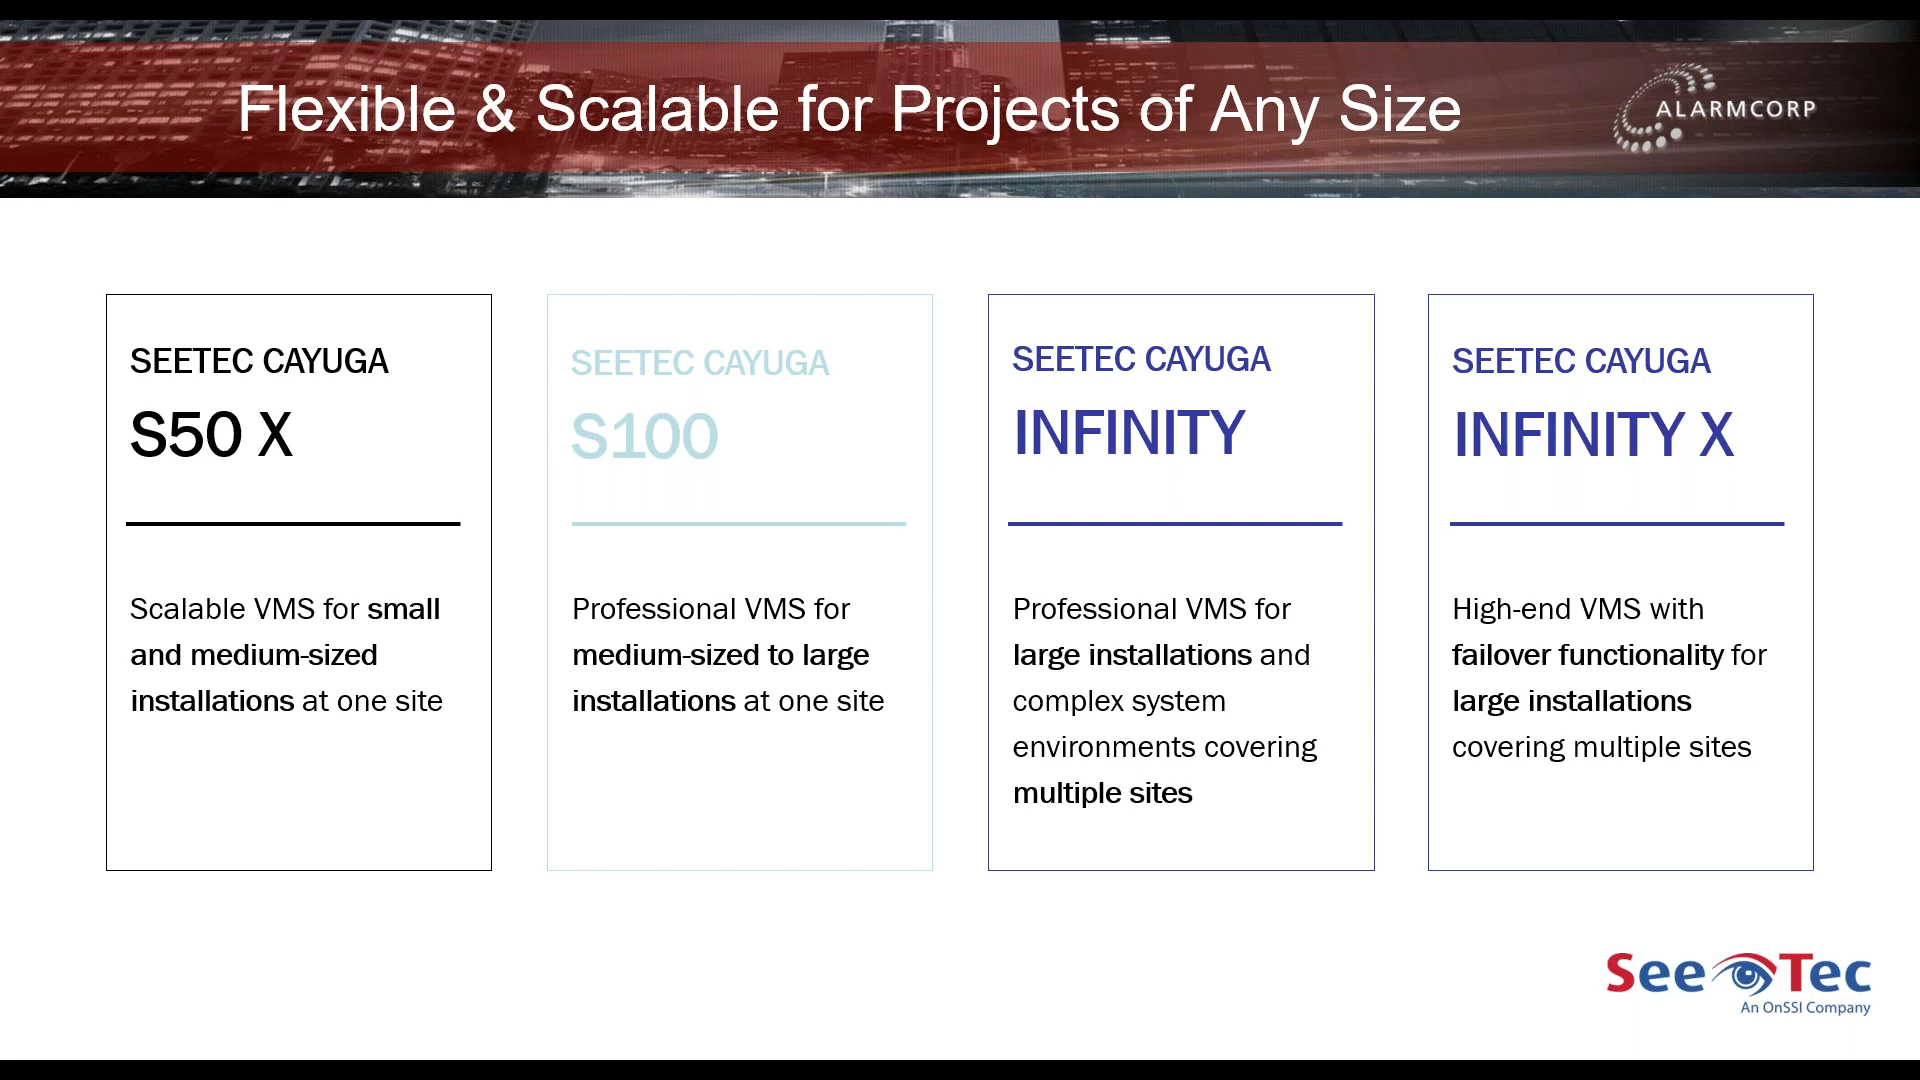 Flexible & Scalable for Projects of Any Size
ALARMCORP
SEETEC CAYUGA
S50 X
Scalable VMS for small
and medium-sized
installations at one site
SEETEC CAYUGA
S100
Professional VMS for
medium-sized to large
installations at one site
SEETEC CAYUGA
INFINITY
Professional VMS for
large installations and
complex system
environments covering
multiple sites
SEETEC CAYUGA
INFINITY X
High-end VMS with
failover functionality for
large installations
covering multiple sites
SeeTec
An OnSSI Company